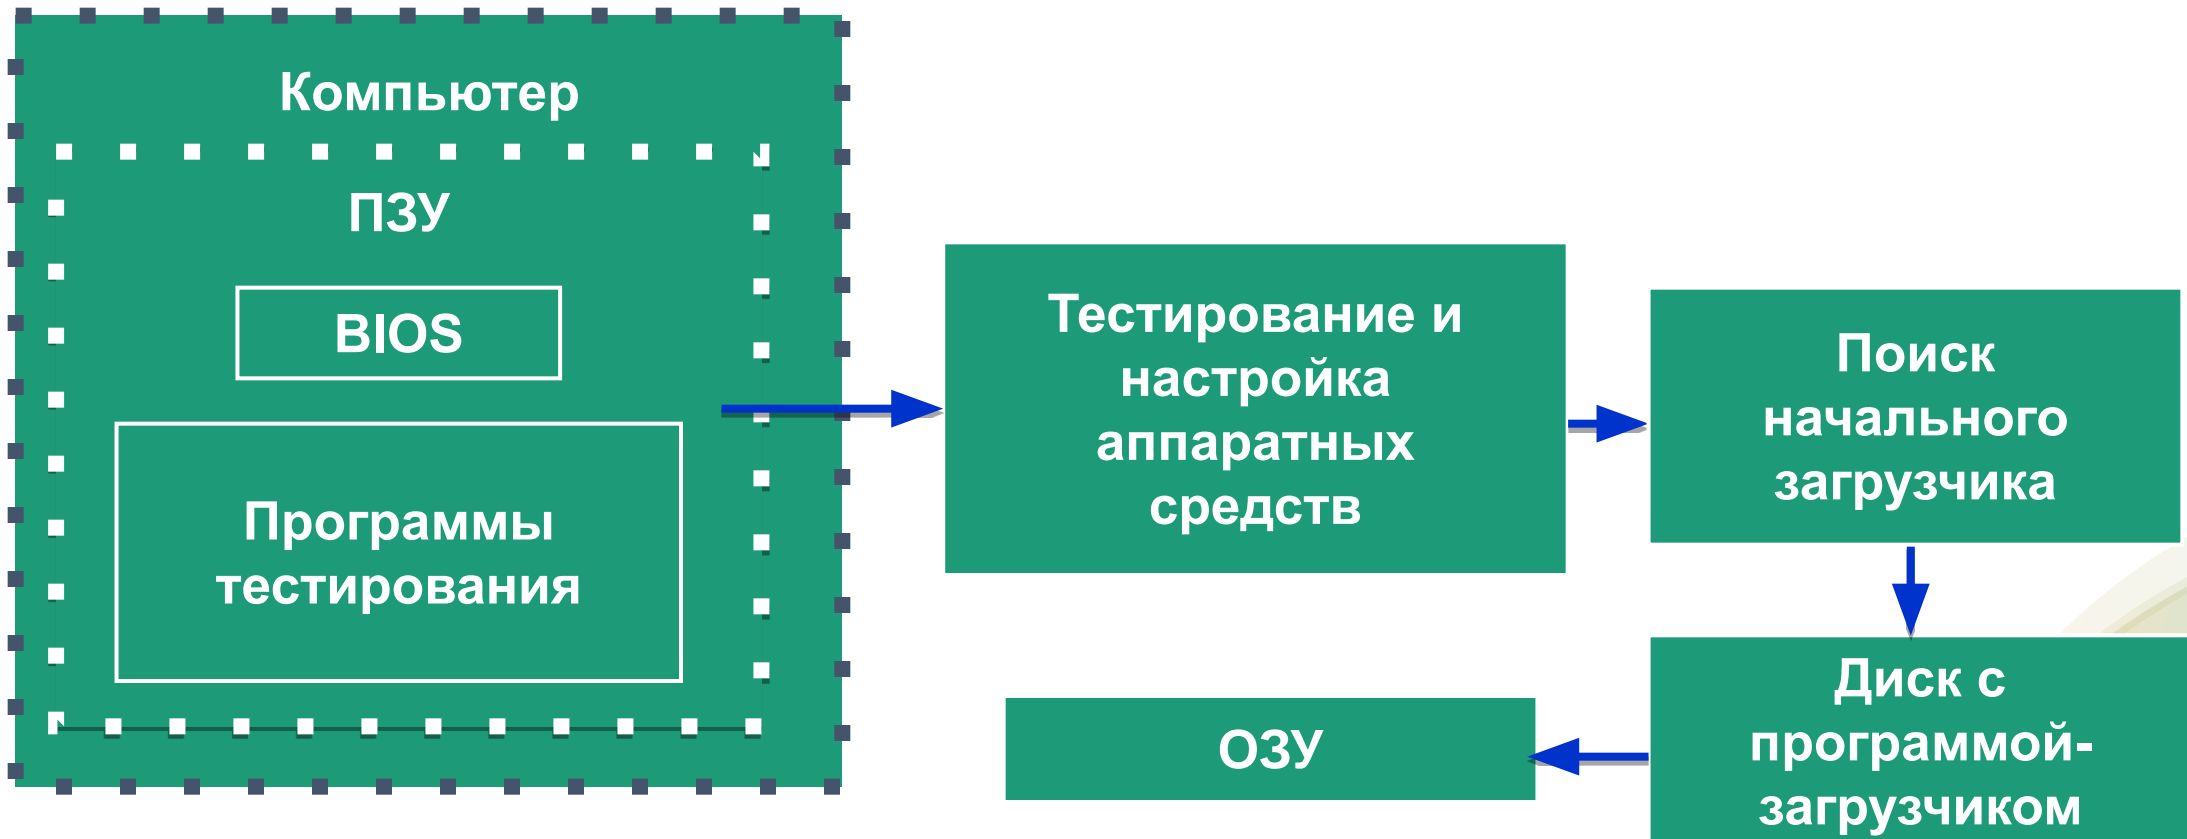 Компьютер
ПЗУ
BIOS
Программы
тестирования
Тестирование и
настройка
аппаратных
средств
Поиск
начального
загрузчика
Диск с
программой-
загрузчиком
ОЗУ